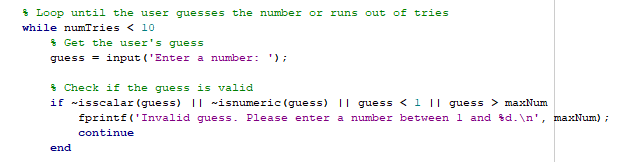 % Loop until the user guesses the number or runs out of tries
while numTries < 10
% Get the user's guess
guess = input('Enter a number: ');
% Check if the guess is valid
if ~isscalar(guess) || ~isnumeric(guess) || guess < 1 || guess > maxNum
fprintf('Invalid guess. Please enter a number between 1 and %d.\n', maxNum);
continue
end